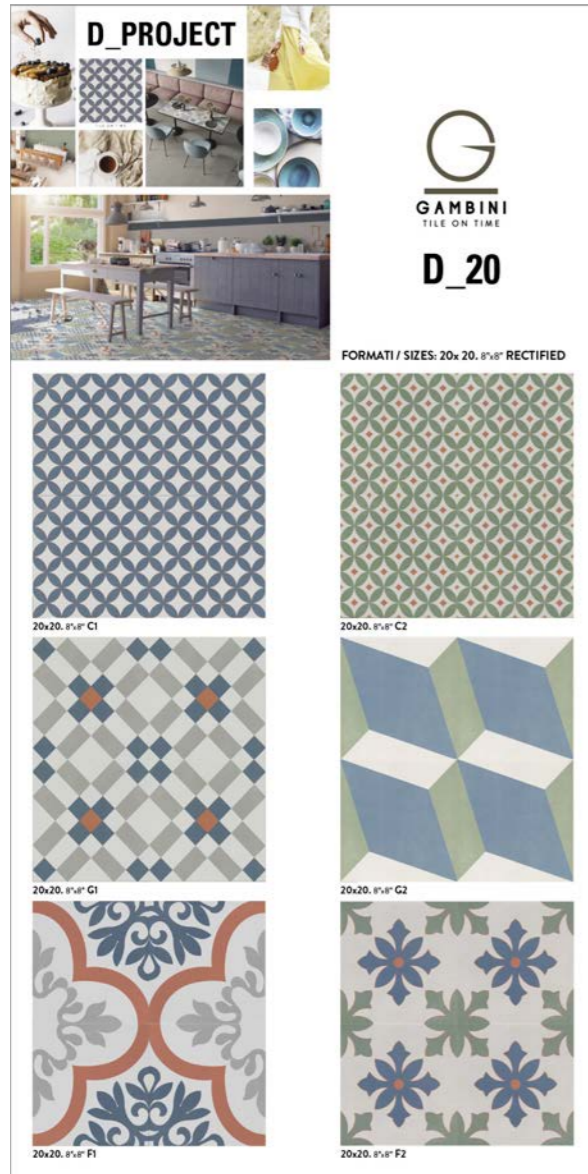 D_PROJECT
GAMBINI
TILE ON TIME
D_20
FORMATI / SIZES: 20x 20. 8"x8" RECTIFIED
20x20. 8"x8" C1
20x20. 8"x8" C2
20x20. 8"x8" G1
20x20. 8"x8" G2
20x20. 8"x8" F1
20x20. 8"x8" F2